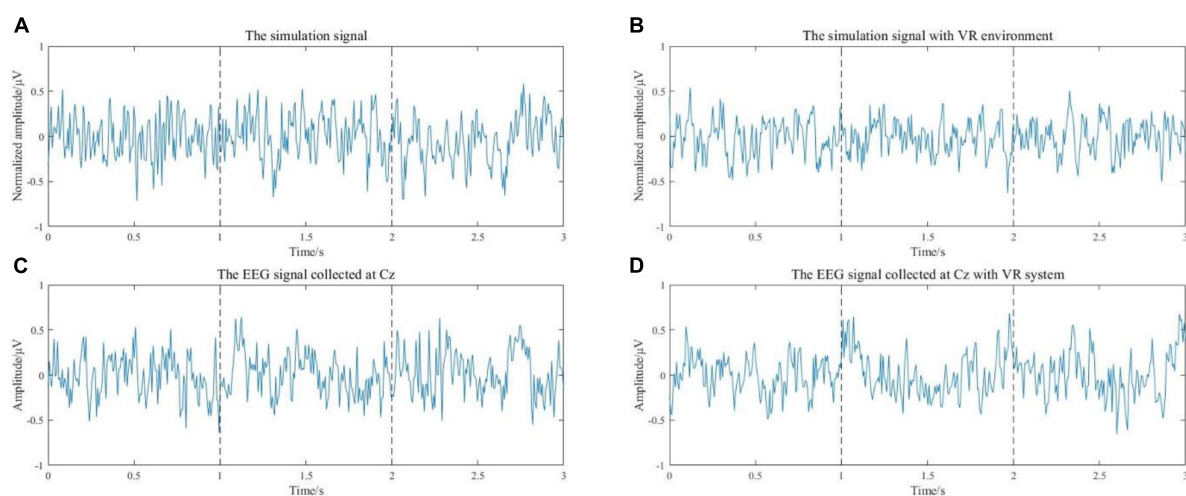 A
The simulation signal
Normalized amplitude/μV
1
0.5
0
-0.5
-1
0 0.5 1 1.5 2 2.5 3
Time/s
B
The simulation signal with VR environment
Normalized amplitude/μV
1
0.5
0
-0.5
-1
0 0.5 1 1.5 2 2.5 3
Time/s
C
The EEG signal collected at Cz
Amplitude/μV
1
0.5
0
-0.5
-1
0 0.5 1 1.5 2 2.5 3
Time/s
D
The EEG signal collected at Cz with VR system
Amplitude/μV
1
0.5
0
-0.5
-1
0 0.5 1 1.5 2 2.5 3
Time/s